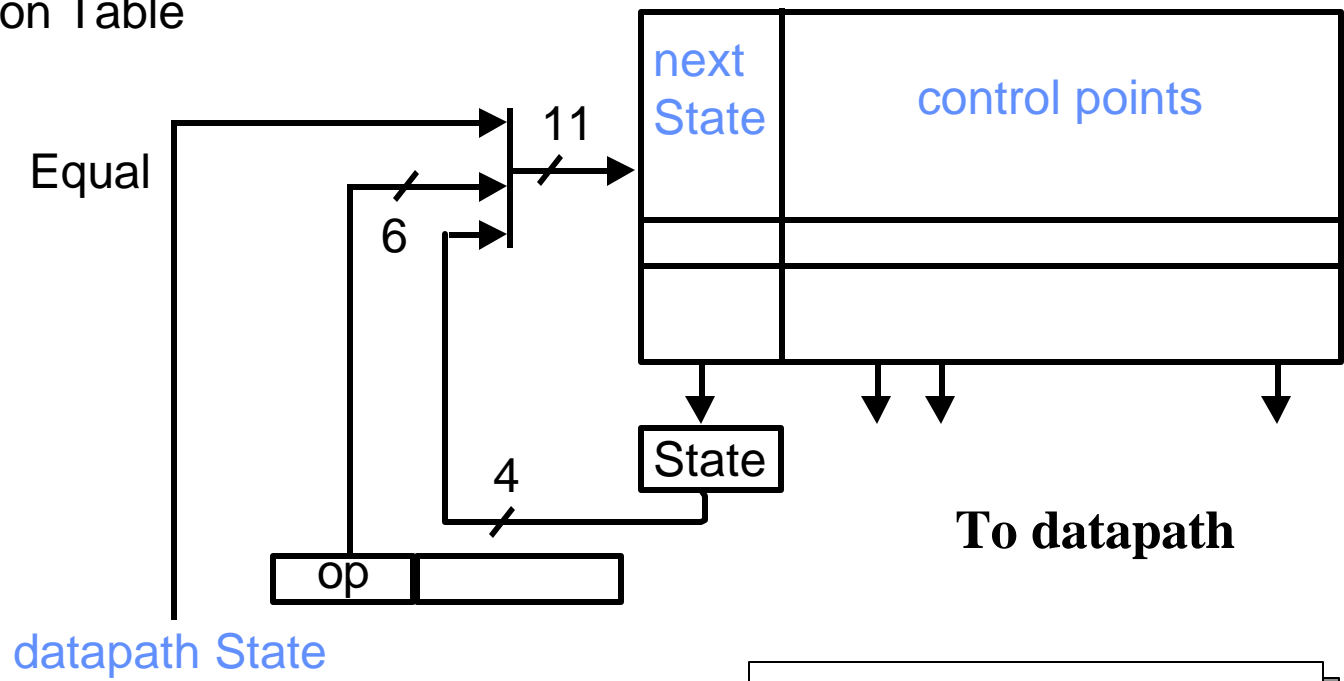 on Table
next
State
control points
11
Equal
6
State
4
To datapath
op
datapath State